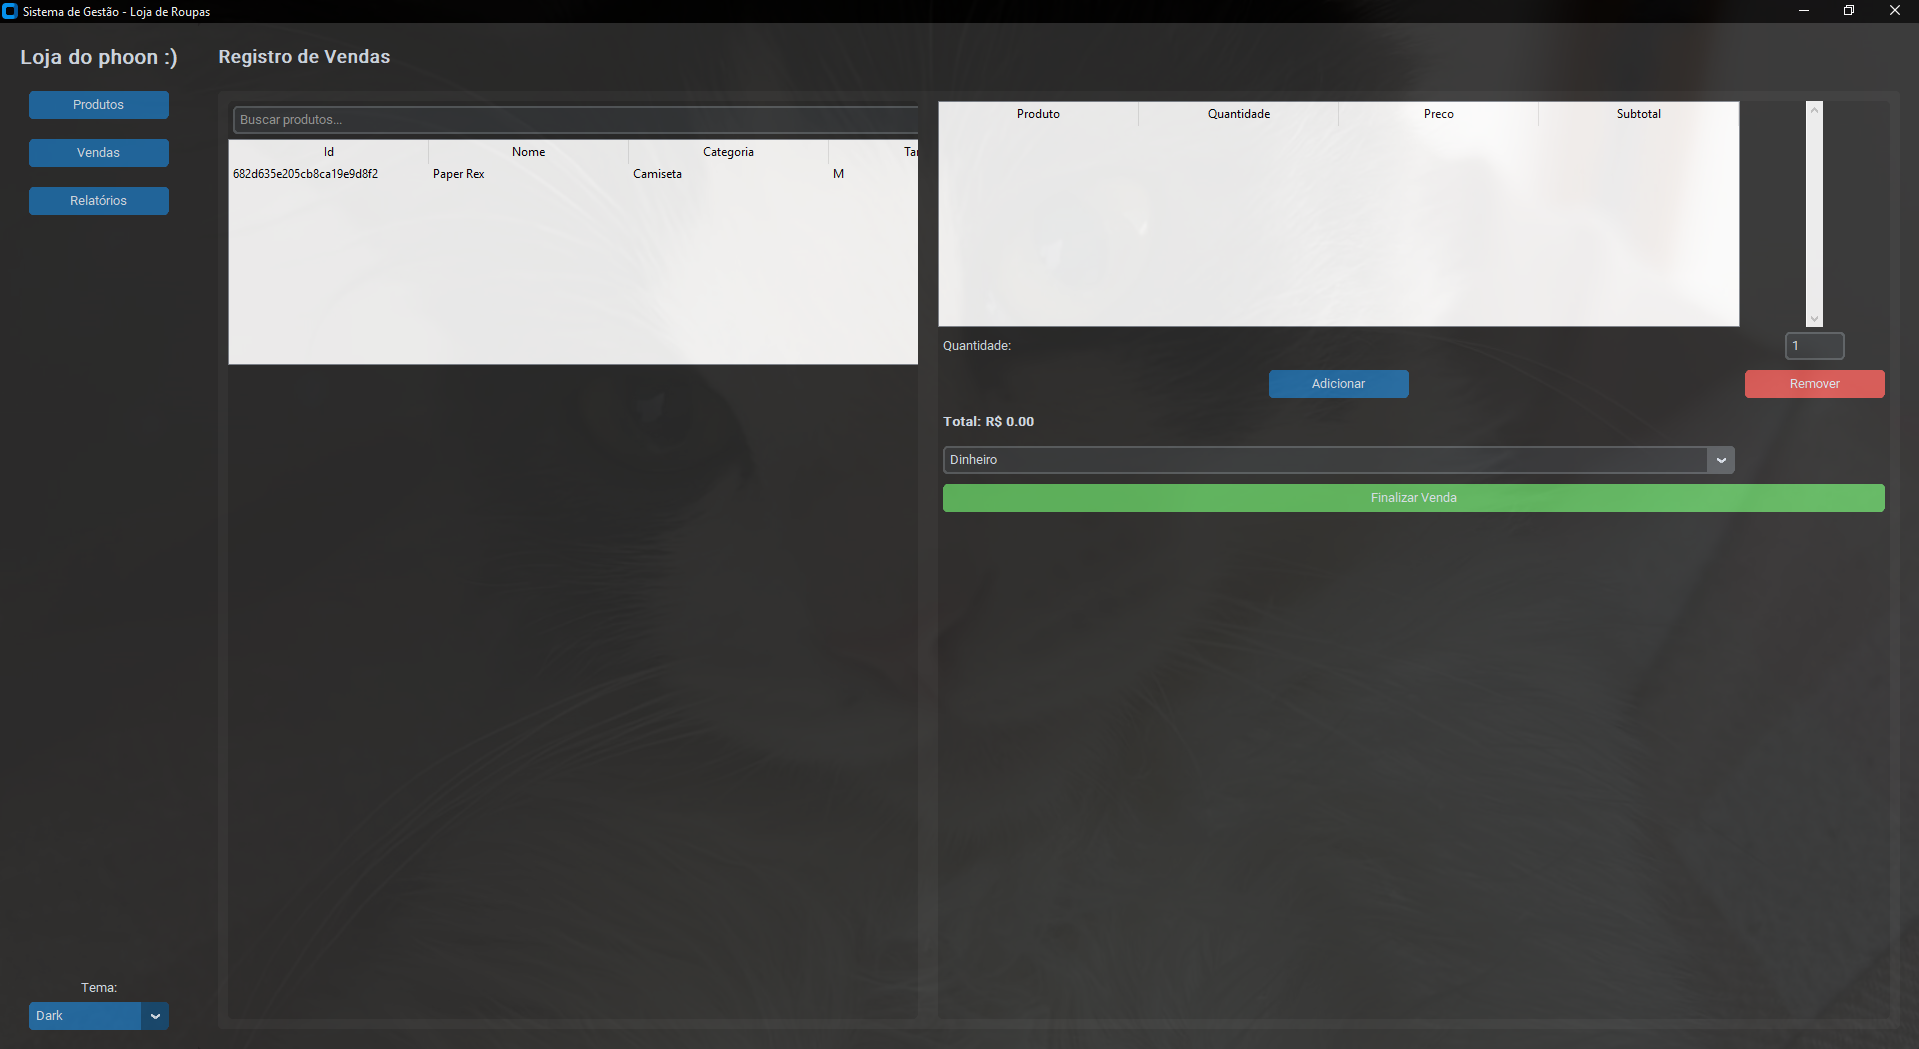 Sistema de Gestão - Loja de Roupas
Loja do phoon :)
Produtos
Vendas
Relatórios
Tema:
Dark
Registro de Vendas
Buscar produtos...
Id Nome Categoria Tar
682d635e205cb8ca19e9d8f2 Paper Rex Camiseta M
Produto Quantidade Preco Subtotal
Quantidade: 1
Adicionar Remover
Total: R$ 0.00
Dinheiro
Finalizar Venda